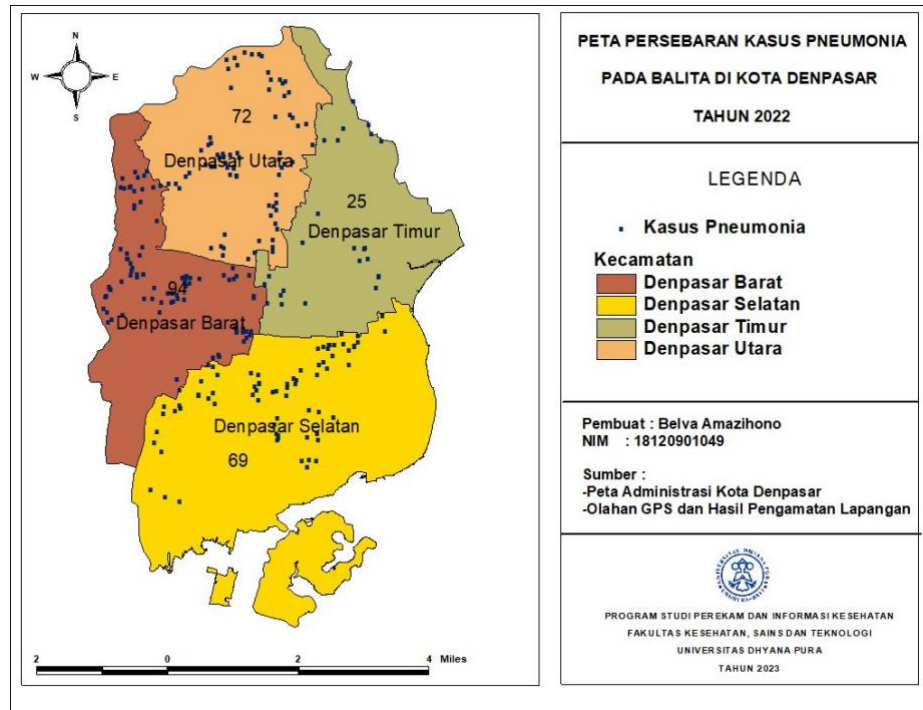 N
W E
S
72
Denpasar Utara
25
Denpasar Timur
94
Denpasar Barat
Denpasar Selatan
69
2 0 2 4 Miles
PETA PERSEBARAN KASUS PNEUMONIA
PADA BALITA DI KOTA DENPASAR
TAHUN 2022
LEGENDA
Kasus Pneumonia
Kecamatan
Denpasar Barat
Denpasar Selatan
Denpasar Timur
Denpasar Utara
Pembuat : Belva Amazihono
NIM : 18120901049
Sumber :
-Peta Administrasi Kota Denpasar
-Olahan GPS dan Hasil Pengamatan Lapangan
UNIVERSITAS DHYANA PURA
PROGRAM STUDI PEREKAM DAN INFORMASI KESEHATAN
FAKULTAS KESEHATAN, SAINS DAN TEKNOLOGI
UNIVERSITAS DHYANA PURA
TAHUN 2023